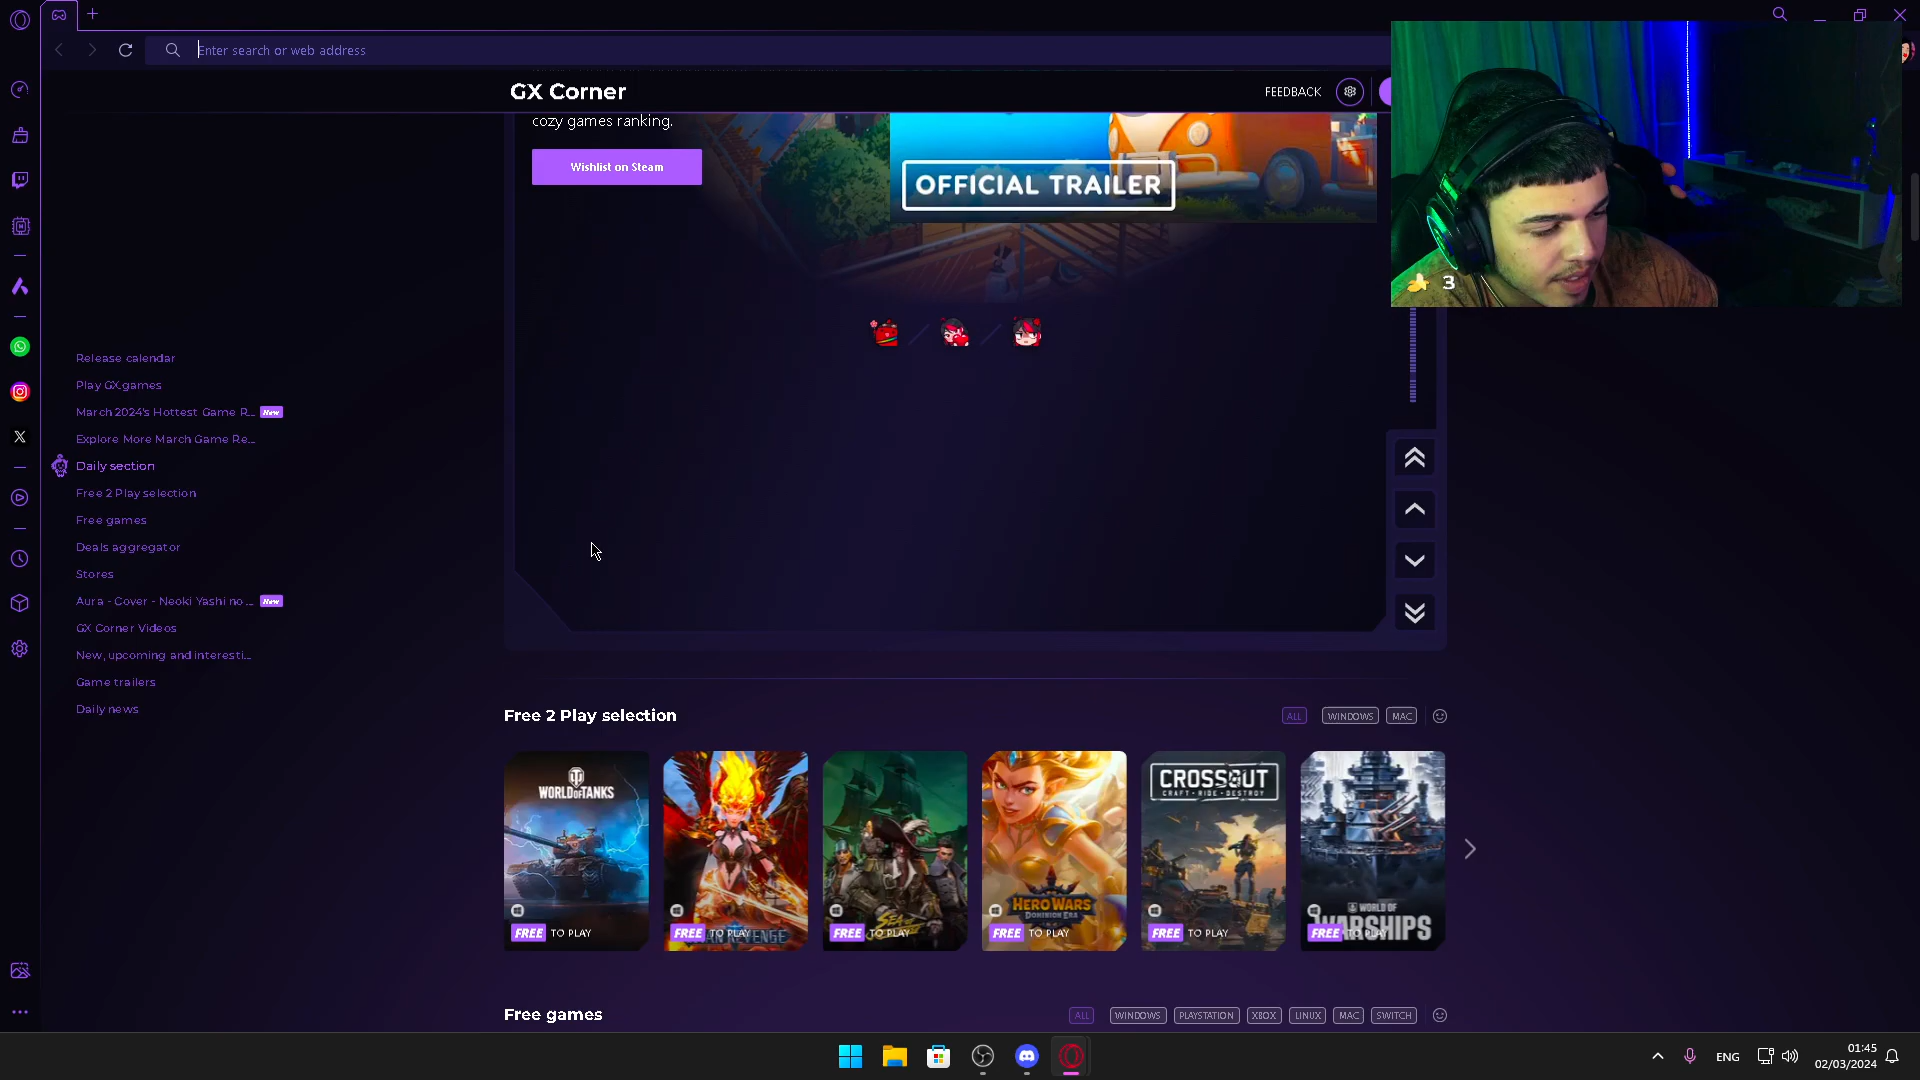 Enter search or web address
GX Corner
FEEDBACK
cozy games ranking.
Wishlist on Steam
OFFICIAL TRAILER
3
Release calendar
Play GX.games
March 2024's Hottest Game R... New
Explore More March Game Re...
Daily section
Free 2 Play selection
Free games
Deals aggregator
Stores
Aura - Cover - Neoki Yashi no ... New
GX Corner Videos
New, upcoming and interesti...
Game trailers
Daily news
Free 2 Play selection
ALL WINDOWS MAC
WORLD OF TANKS
FREE TO PLAY
REVENGE
FREE TO PLAY
SEA
FREE TO PLAY
HERO WARS
DOMINION ERA
FREE TO PLAY
CROSSOUT
CRAFT • RIDE • DESTROY
FREE TO PLAY
WORLD OF
WARSHIPS
FREE TO PLAY
Free games
ALL WINDOWS PLAYSTATION XBOX LINUX MAC SWITCH
ENG
01:45
02/03/2024